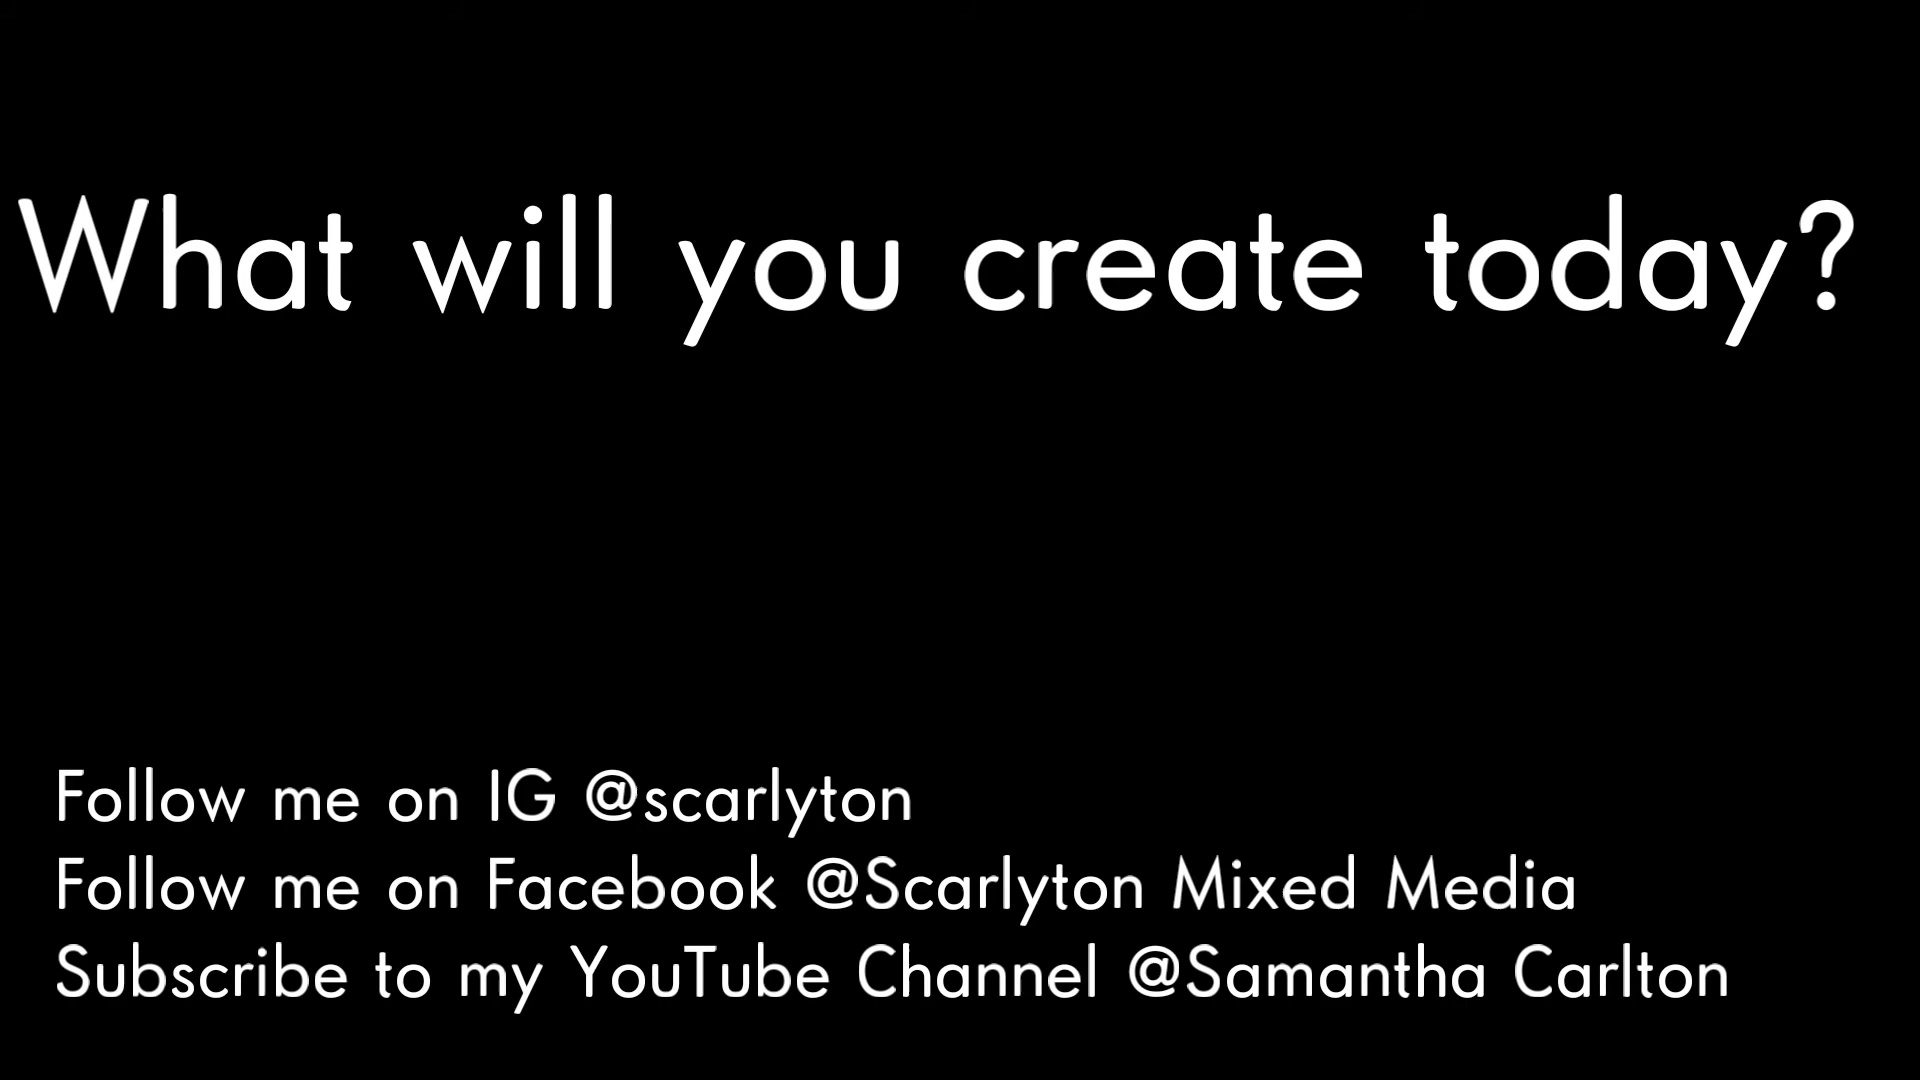 What will you create today?
Follow me on IG @scarlyton
Follow me on Facebook @Scarlyton Mixed Media
Subscribe to my YouTube Channel @Samantha Carlton